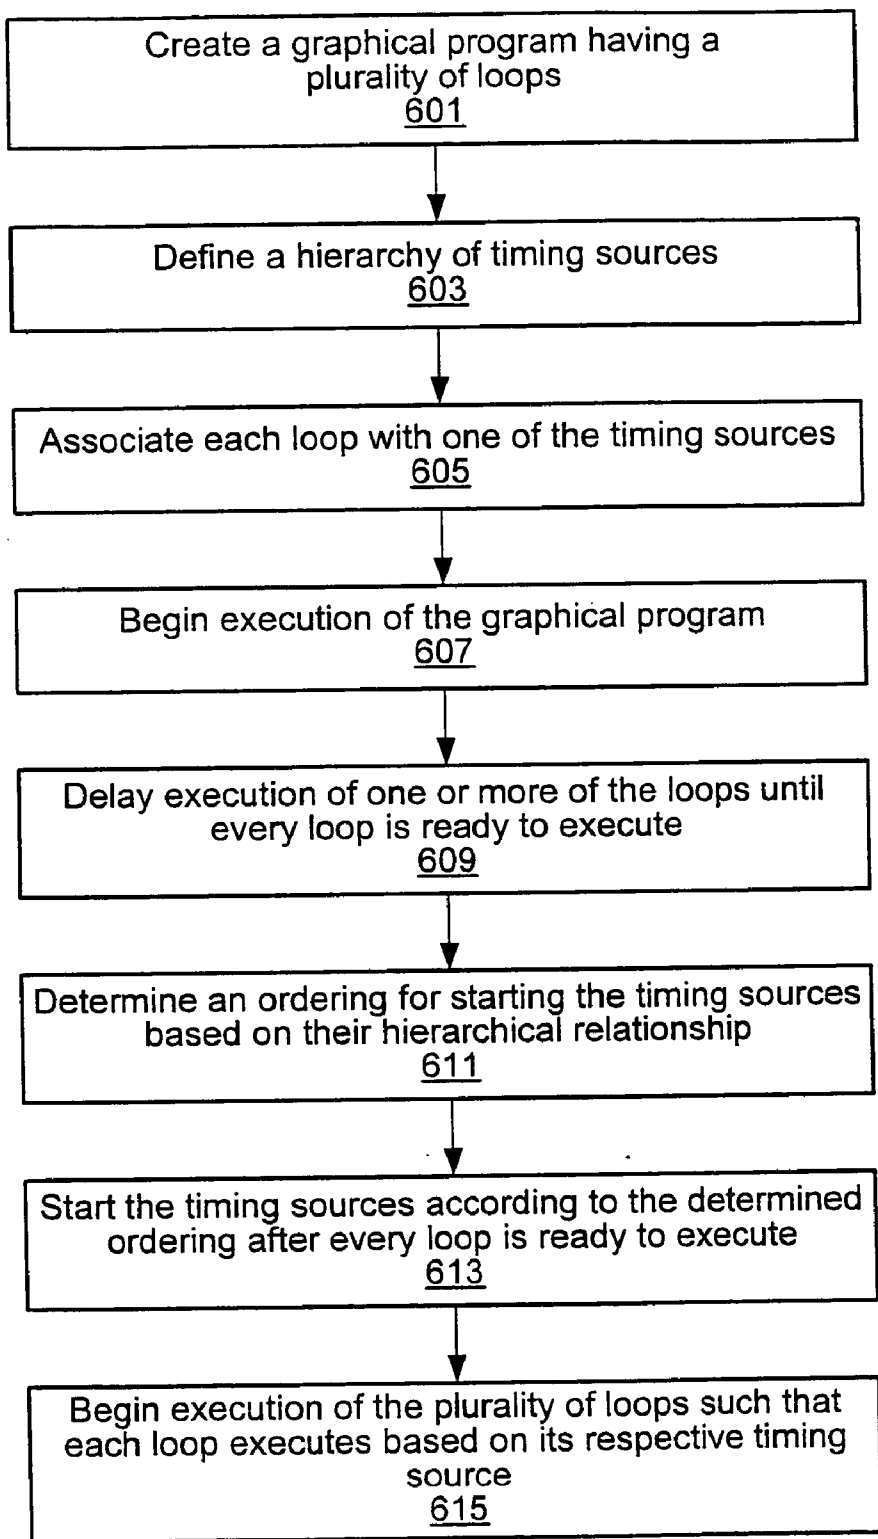 Create a graphical program having a
plurality of loops
601
Define a hierarchy of timing sources
603
Associate each loop with one of the timing sources
605
Begin execution of the graphical program
607
Delay execution of one or more of the loops until
every loop is ready to execute
609
Determine an ordering for starting the timing sources
based on their hierarchical relationship
611
Start the timing sources according to the determined
ordering after every loop is ready to execute
613
Begin execution of the plurality of loops such that
each loop executes based on its respective timing
source
615